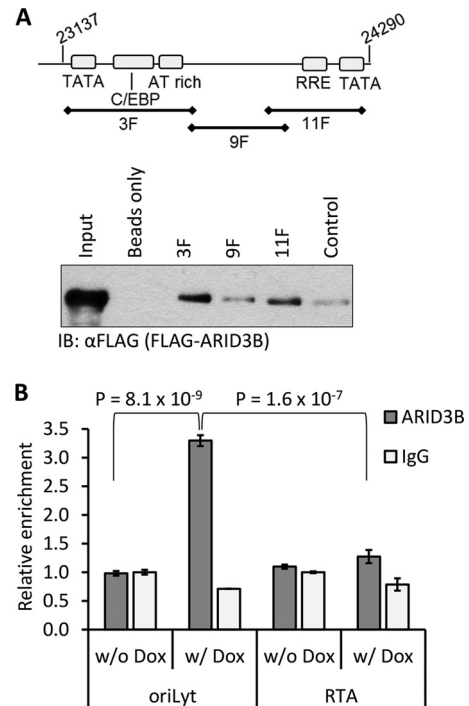 A
23137
24290
TATA
AT rich
RRE
TATA
C/EBP
3F
11F
9F
Input
Beads only
3F
9F
11F
Control
IB: αFLAG (FLAG-ARID3B)
B
P = 8.1 x 10-9
P = 1.6 x 10-7
ARID3B
IgG
Relative enrichment
3.5
3.0
2.5
2.0
1.5
1.0
0.5
0.0
w/o Dox
w/ Dox
w/o Dox
w/ Dox
oriLyt
RTA